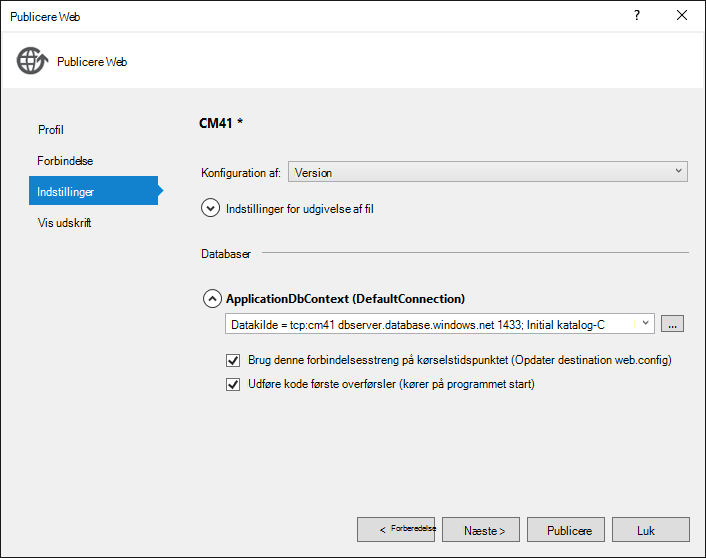 Publicere Web
?
Publicere Web
Profil
Forbindelse
Indstillinger
Vis udskrift
CM41 *
Konfiguration af: Version
Indstillinger for udgivelse af fil
Databaser
ApplicationDbContext (DefaultConnection)
Datakilde = tcp:cm41 dbserver.database.windows.net 1433; Initial katalog-C
...
Brug denne forbindelsesstreng på kørselstidspunktet (Opdater destination web.config)
Udføre kode første overførsler (kører på programmet start)
< Forberedelse Næste > Publicere Luk